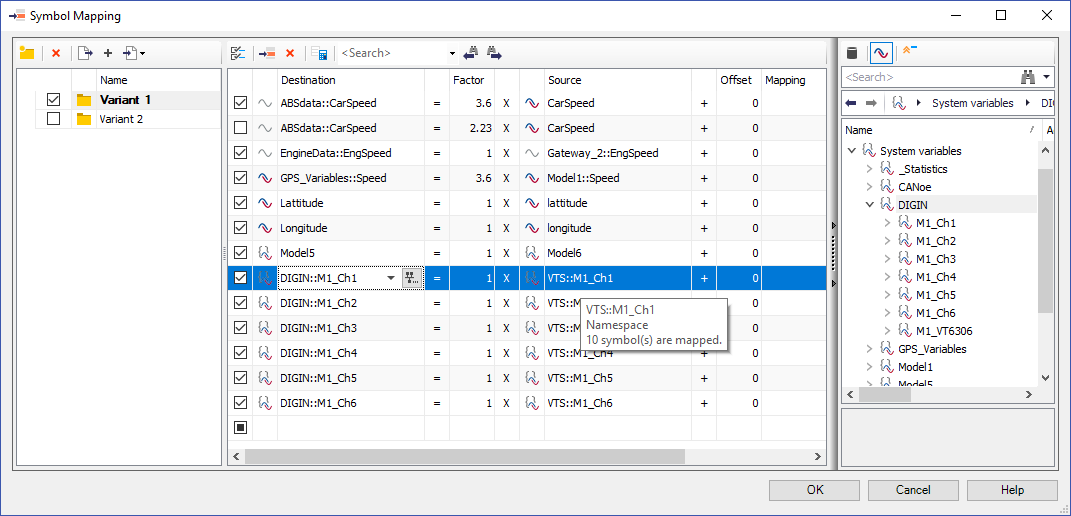 Symbol Mapping
Name
Variant 1
Variant 2
<Search>
Destination Factor Source Offset Mapping
ABSdata::CarSpeed = 3.6 X CarSpeed + 0
ABSdata::CarSpeed = 2.23 X CarSpeed + 0
EngineData::EngSpeed = 1 X Gateway_2::EngSpeed + 0
GPS_Variables::Speed = 3.6 X Model1::Speed + 0
Lattitude = 1 X lattitude + 0
Longitude = 1 X longitude + 0
Model5 = 1 X Model6 + 0
DIGIN::M1_Ch1 = 1 X VTS::M1_Ch1 + 0
DIGIN::M1_Ch2 = 1 X VTS::M + 0
DIGIN::M1_Ch3 = 1 X VTS::M + 0
DIGIN::M1_Ch4 = 1 X VTS::M1_Ch4 + 0
DIGIN::M1_Ch5 = 1 X VTS::M1_Ch5 + 0
DIGIN::M1_Ch6 = 1 X VTS::M1_Ch6 + 0
VTS::M1_Ch1
Namespace
10 symbol(s) are mapped.
<Search>
System variables DI
Name / A
System variables
_Statistics
CANoe
DIGIN
M1_Ch1
M1_Ch2
M1_Ch3
M1_Ch4
M1_Ch5
M1_Ch6
M1_VT6306
GPS_Variables
Model1
Model5
OK Cancel Help